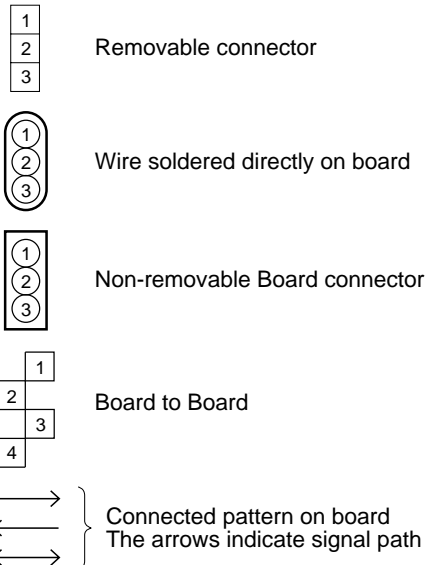 1
2
3
Removable connector
1
2
3
Wire soldered directly on board
1
2
3
Non-removable Board connector
1
2
3
4
Board to Board
Connected pattern on board
The arrows indicate signal path